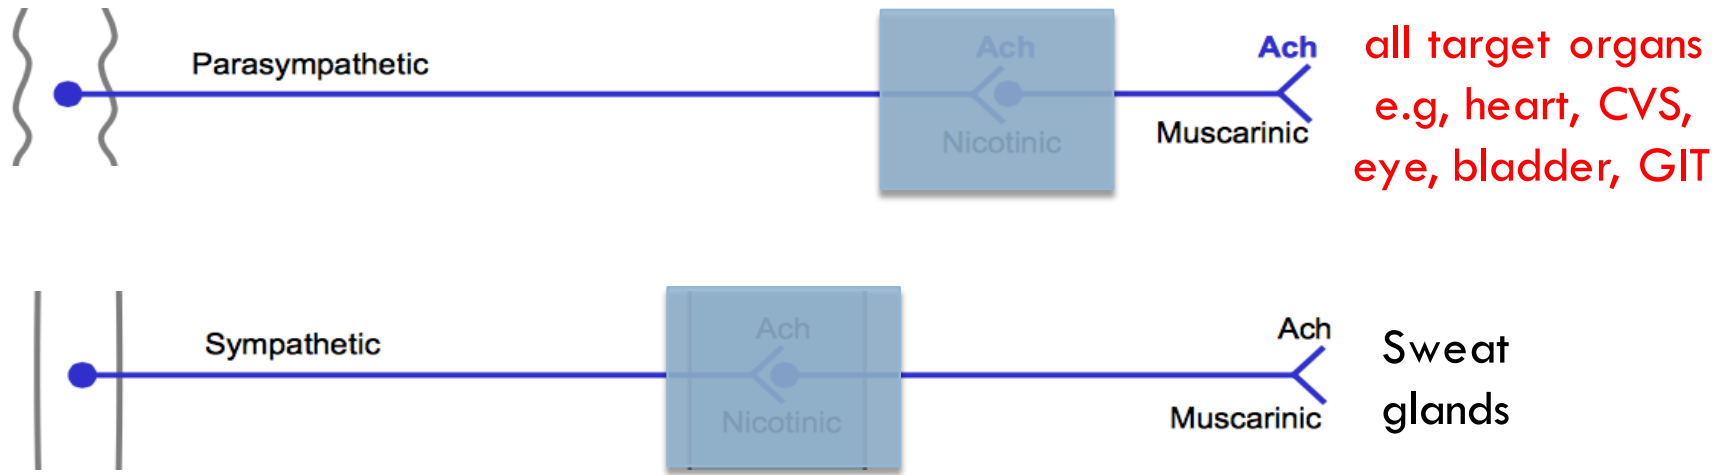 Parasympathetic
Ach
Nicotinic
Ach
Muscarinic
all target organs
e.g, heart, CVS,
eye, bladder, GIT
Sympathetic
Ach
Nicotinic
Ach
Muscarinic
Sweat
glands